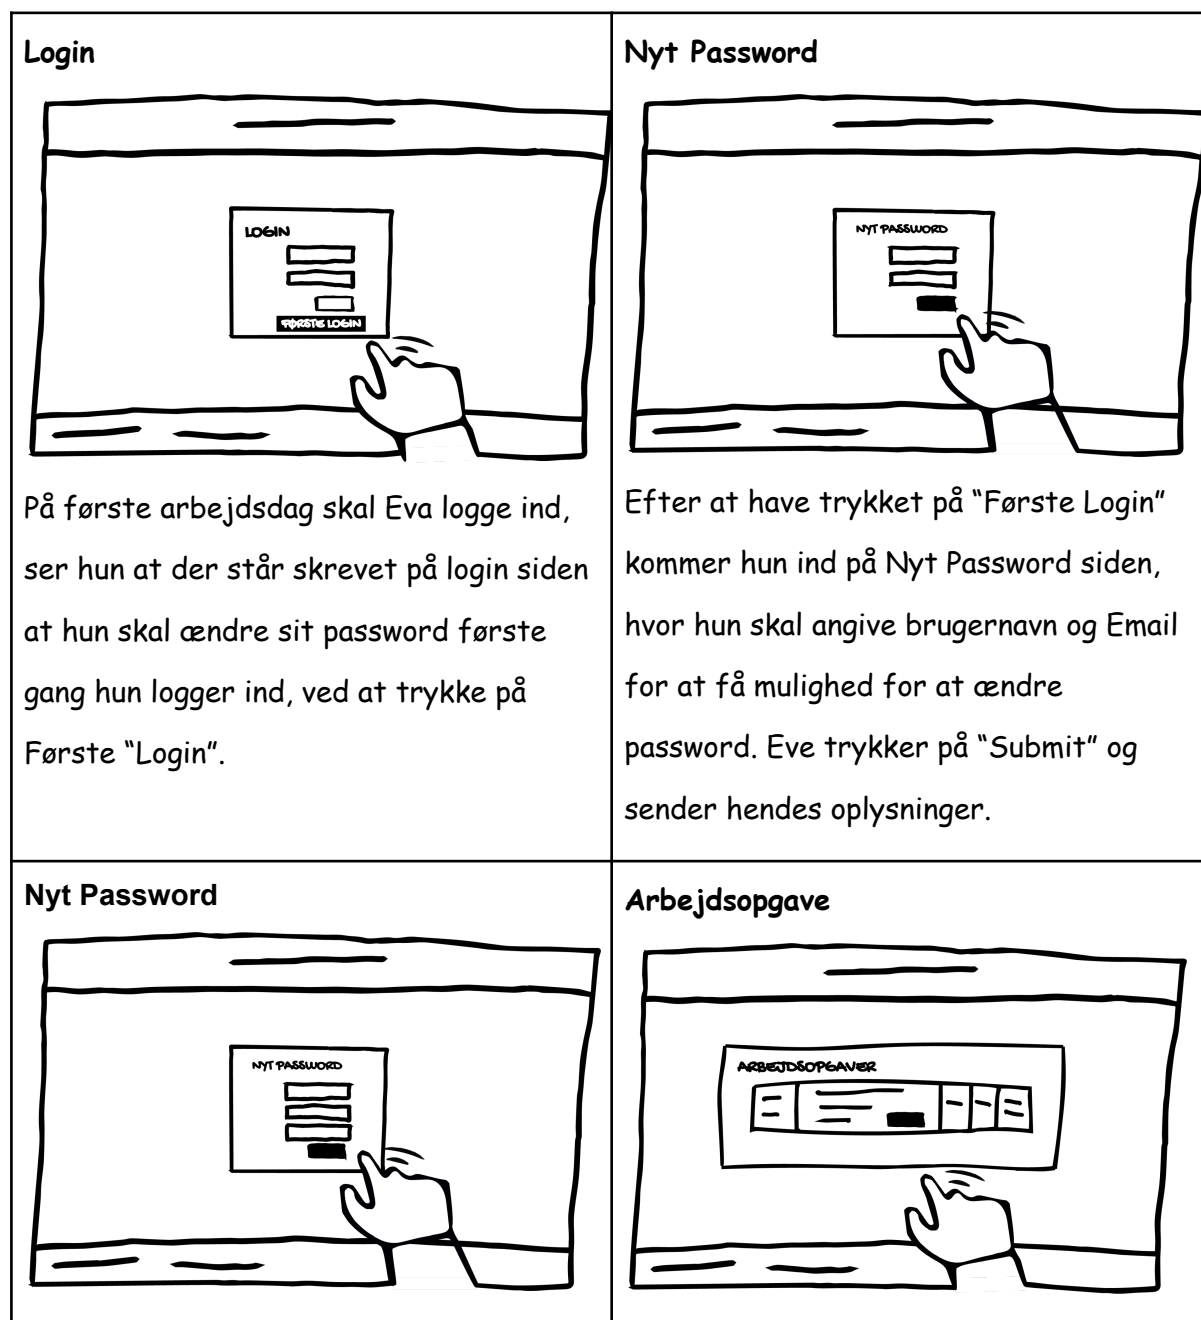 Login
LOGIN
FØRSTE LOGIN
På første arbejdsdag skal Eva logge ind,
ser hun at der står skrevet på login siden
at hun skal ændre sit password første
gang hun logger ind, ved at trykke på
Første “Login”.
Nyt Password
NYT PASSWORD
Efter at have trykket på “Første Login”
kommer hun ind på Nyt Password siden,
hvor hun skal angive brugernavn og Email
for at få mulighed for at ændre
password. Eve trykker på “Submit” og
sender hendes oplysninger.
Nyt Password
NYT PASSWORD
Arbejdsopgave
ARBEJDSOPGAVER